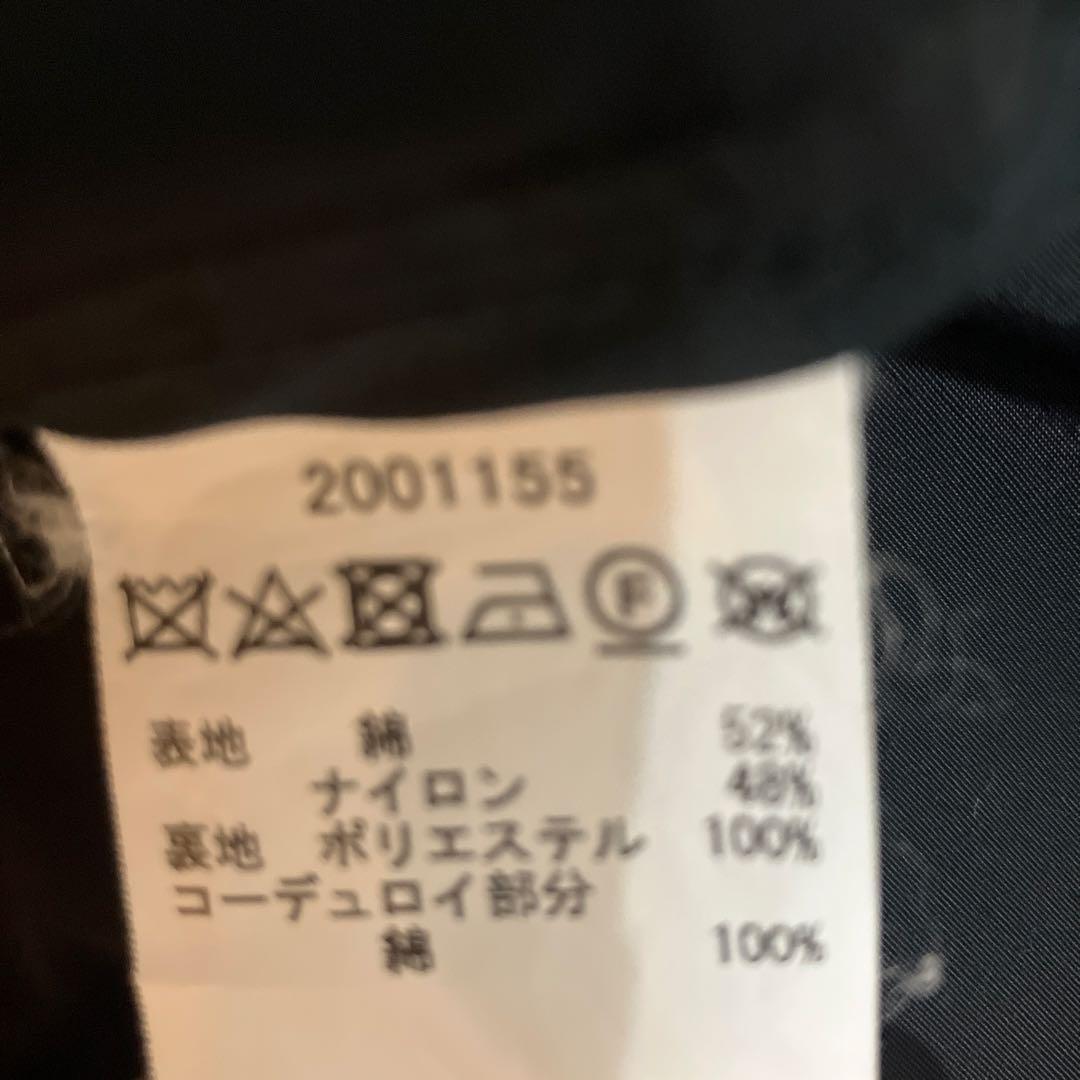 2001155
F W
表地 綿 52%
ナイロン 48%
裏地 ポリエステル 100%
コーデュロイ部分
綿 100%